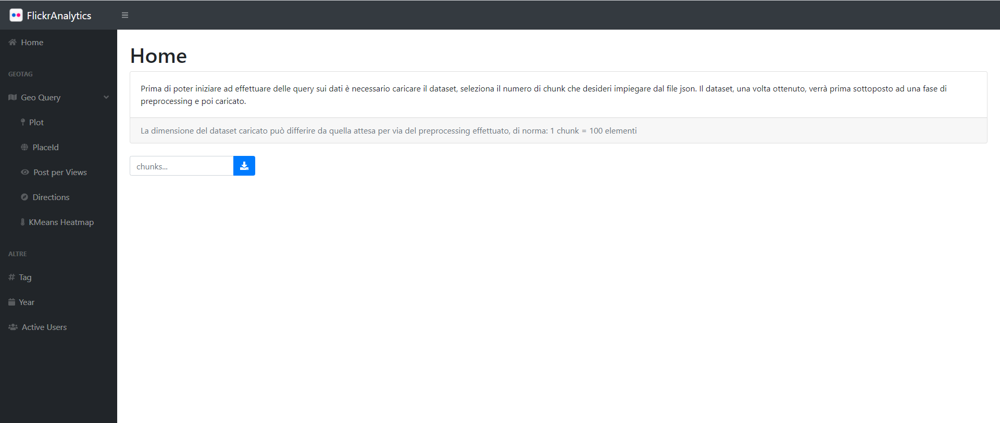 FlickrAnalytics
Home
GEOTAG
Geo Query
Plot
PlaceId
Post per Views
Directions
KMeans Heatmap
ALTRE
Tag
Year
Active Users
Home
Prima di poter iniziare ad effettuare delle query sui dati è necessario caricare il dataset, seleziona il numero di chunk che desideri impiegare dal file json. Il dataset, una volta ottenuto, verrà prima sottoposto ad una fase di
preprocessing e poi caricato.
La dimensione del dataset caricato può differire da quella attesa per via del preprocessing effettuato, di norma: 1 chunk = 100 elementi
chunks...